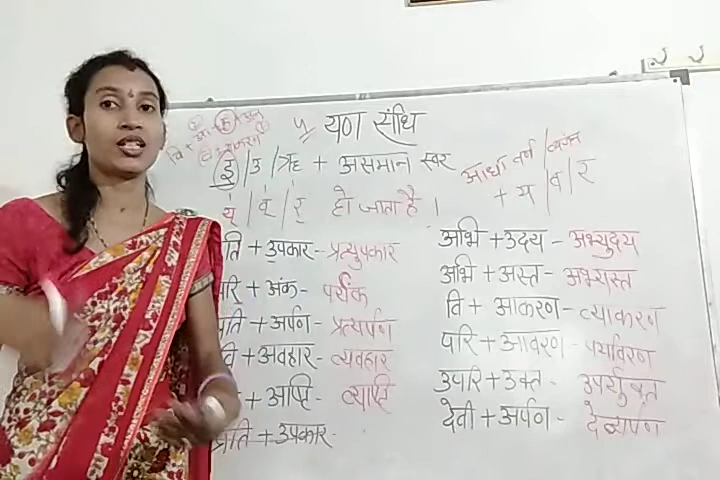 ५ यण संधि
इ/उ/ऋ + असमान स्वर
य्/व्/र् हो जाता है।
आधा वर्ण/व्यंजन
+ य/व/र
ति + उपकार - प्रत्युपकार
रि + अंक - पर्यंक
ति + अर्पण - प्रत्यर्पण
वि + अवहार - व्यवहार
+ आप्ति - व्याप्ति
प्रति + उपकार -
अभि + उदय - अभ्युदय
अभि + अस्त - अभ्यस्त
वि + आकरण - व्याकरण
परि + आवरण - पर्यावरण
उपरि + उक्त - उपर्युक्त
देवी + अर्पण - देव्यर्पण